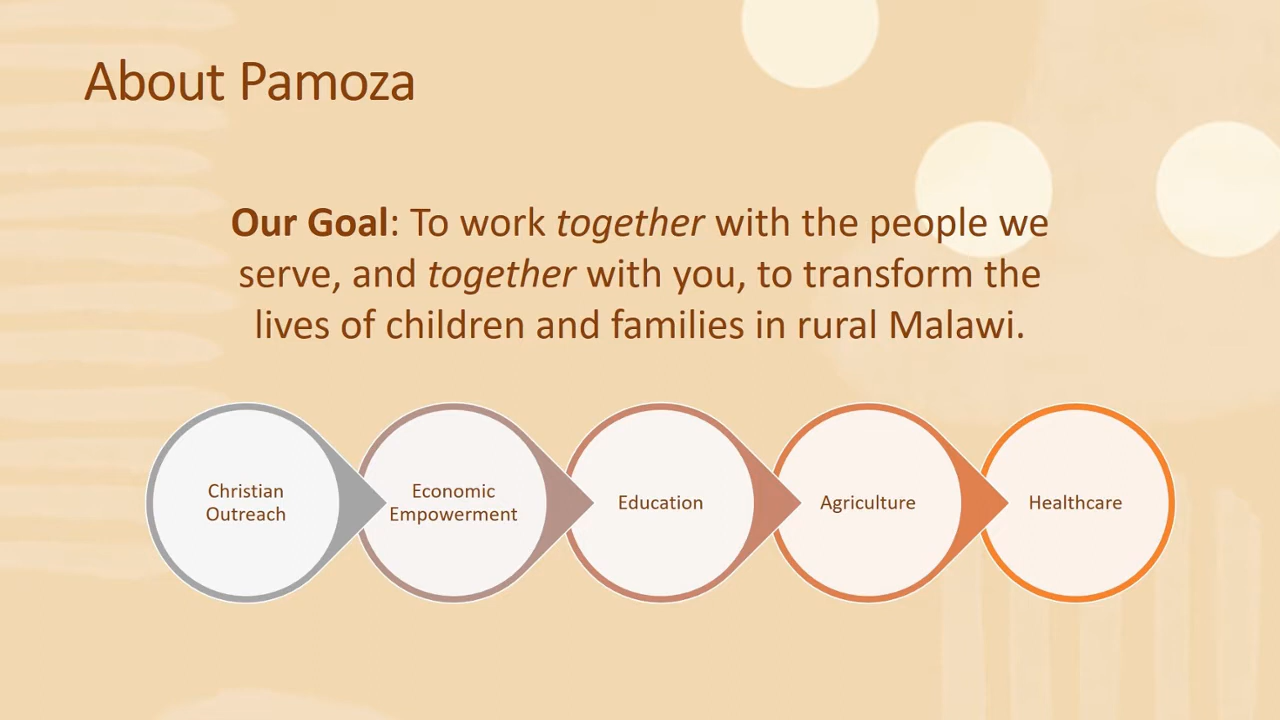 About Pamoza
Our Goal: To work together with the people we
serve, and together with you, to transform the
lives of children and families in rural Malawi.
Christian
Outreach
Economic
Empowerment
Education
Agriculture
Healthcare